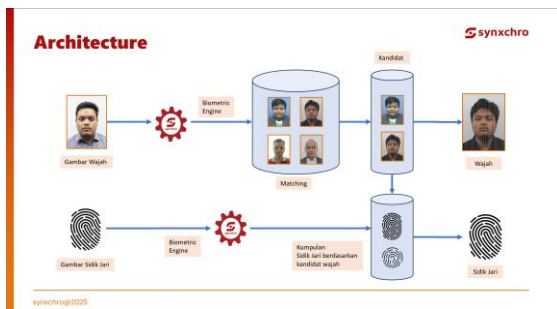 Architecture
synxchro
Kandidat
Biometric
Engine
Gambar Wajah
Matching
Wajah
Biometric
Engine
Kumpulan
Sidik Jari berdasarkan
kandidat wajah
Gambar Sidik Jari
Sidik Jari
synxchro@2025